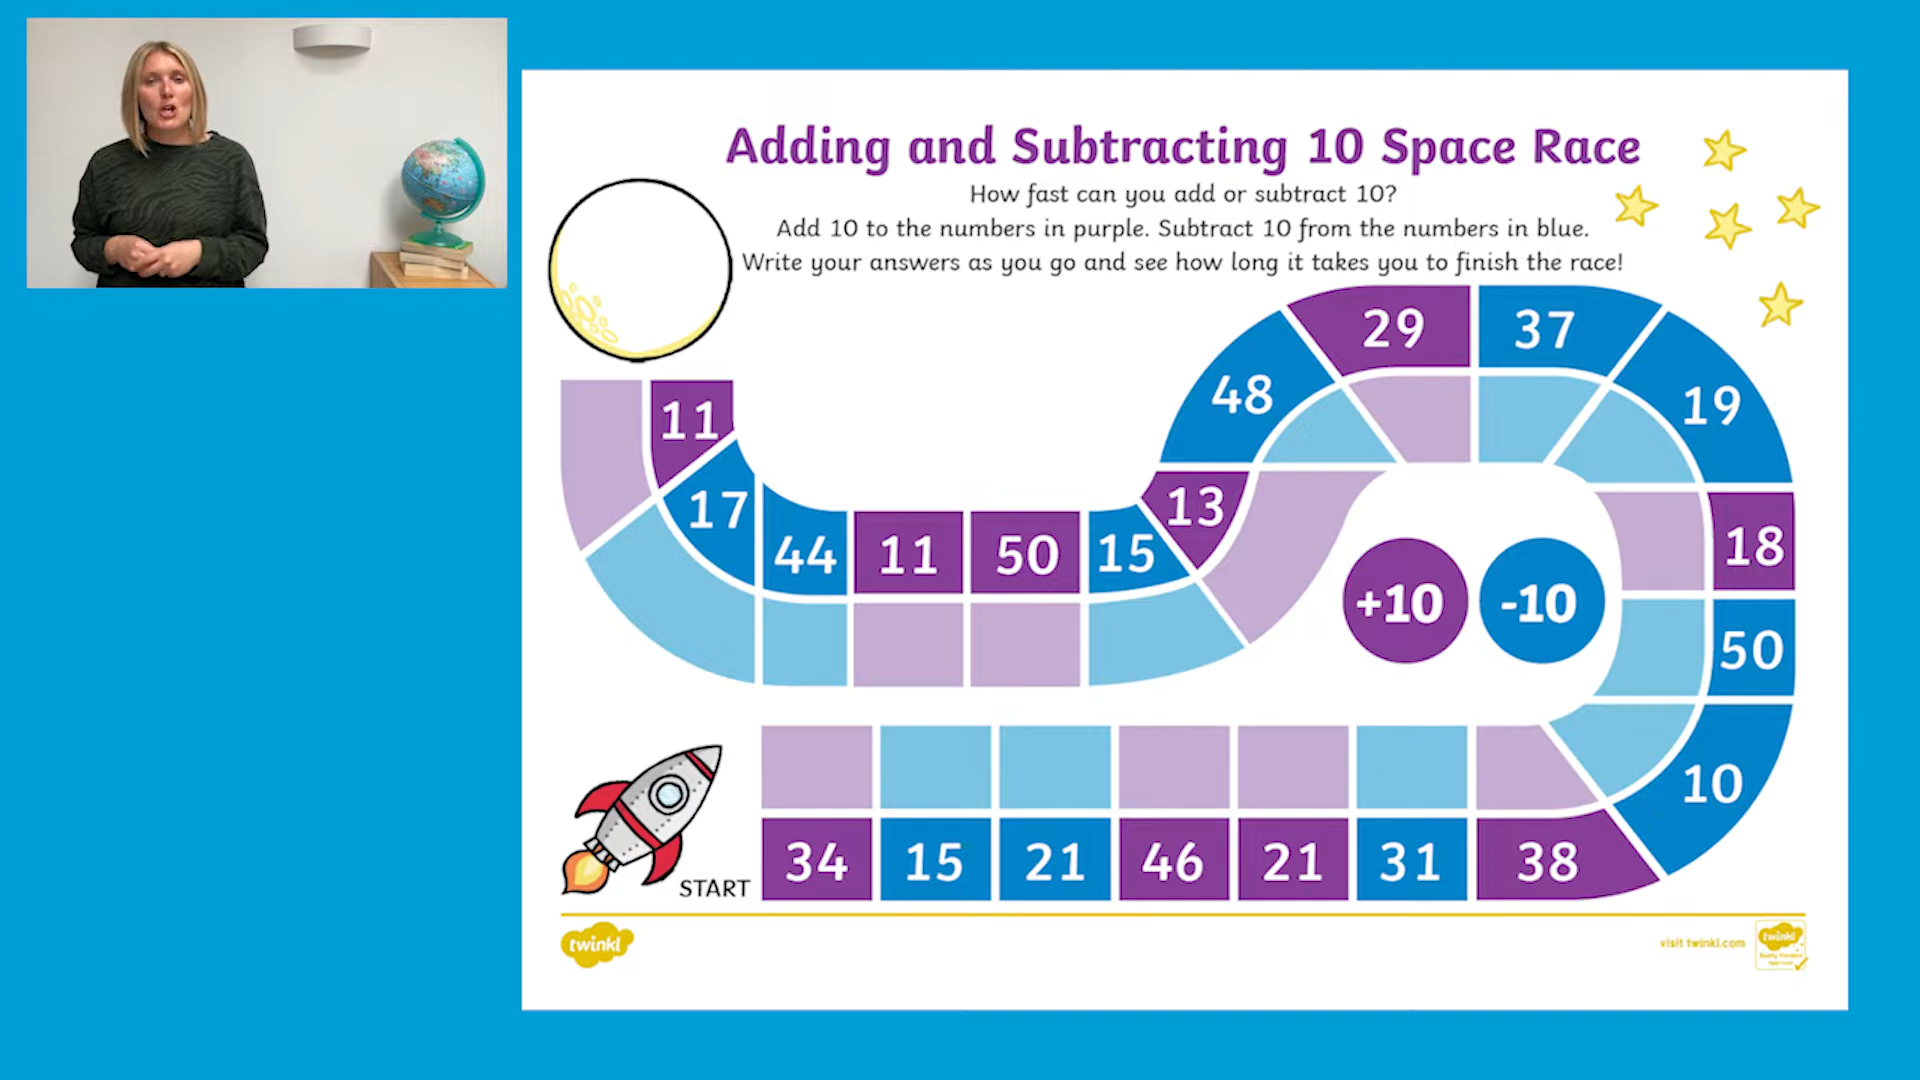 Adding and Subtracting 10 Space Race
How fast can you add or subtract 10?
Add 10 to the numbers in purple. Subtract 10 from the numbers in blue.
Write your answers as you go and see how long it takes you to finish the race!
29
37
48
19
11
17
44
11
50
15
13
18
+10
-10
50
10
START
34
15
21
46
21
31
38
twinkl
visit twinkl.com
twinkl